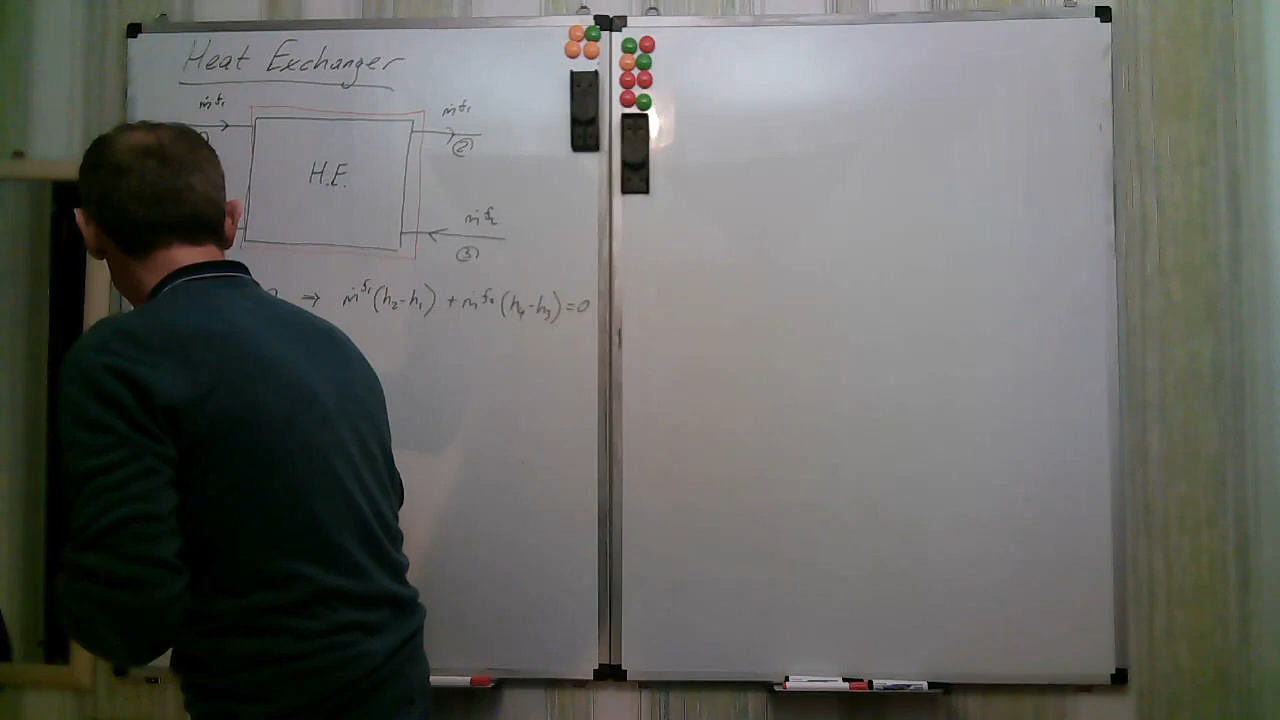 Heat Exchanger
ṁ^f₁ ṁ^f₁
②
H.E.
ṁ^f₂
③
⇒ ṁ^f₁(h₂-h₁) + ṁ^f₂(h₄-h₃)=0